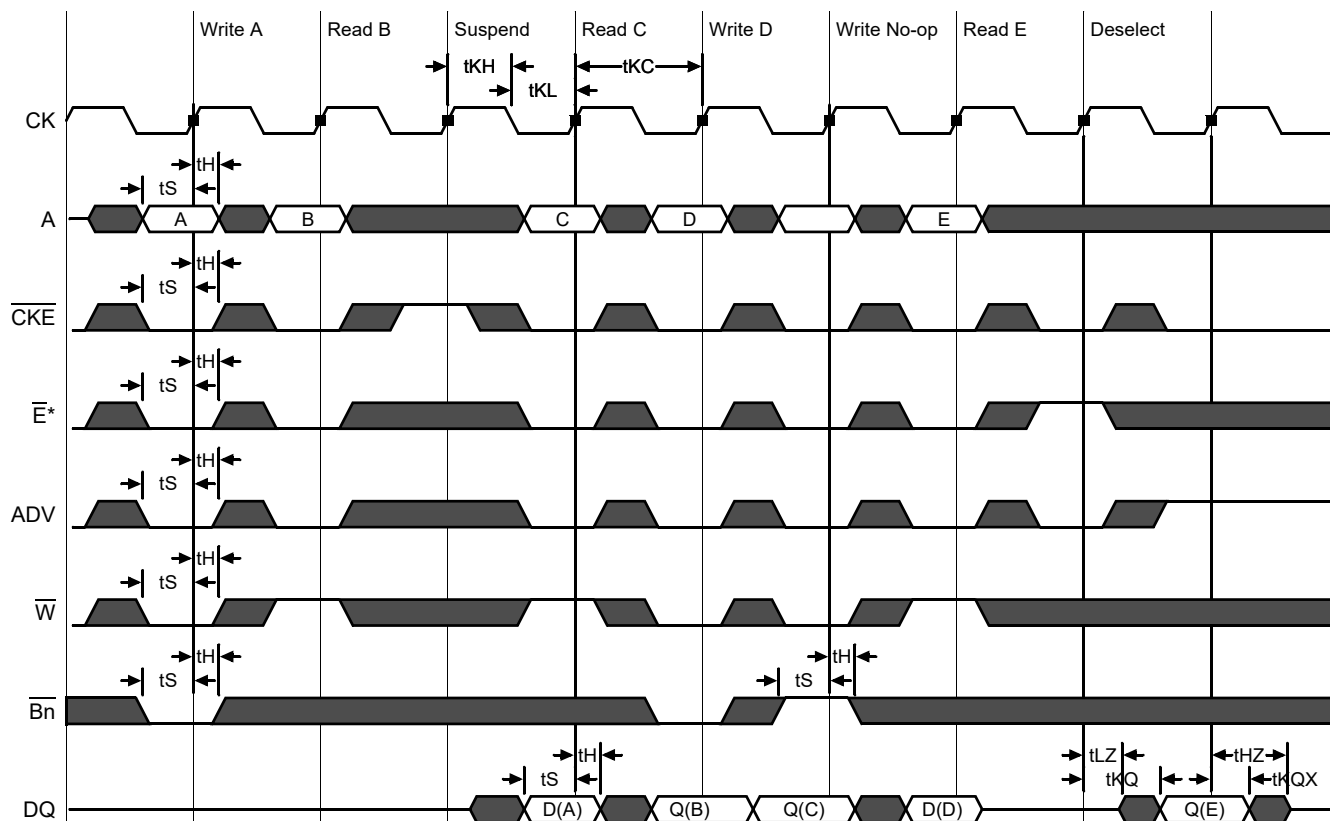 Write A Read B Suspend Read C Write D Write No-op Read E Deselect
tKH tKC
tKL
CK
tH
tS
A A B C D E
tH
tS
CKE
tH
tS
E*
tH
tS
ADV
tH
tS
W
tH tH
tS tS
Bn
tH tLZ tHZ
tS tKQ tKQX
DQ D(A) Q(B) Q(C) D(D) Q(E)